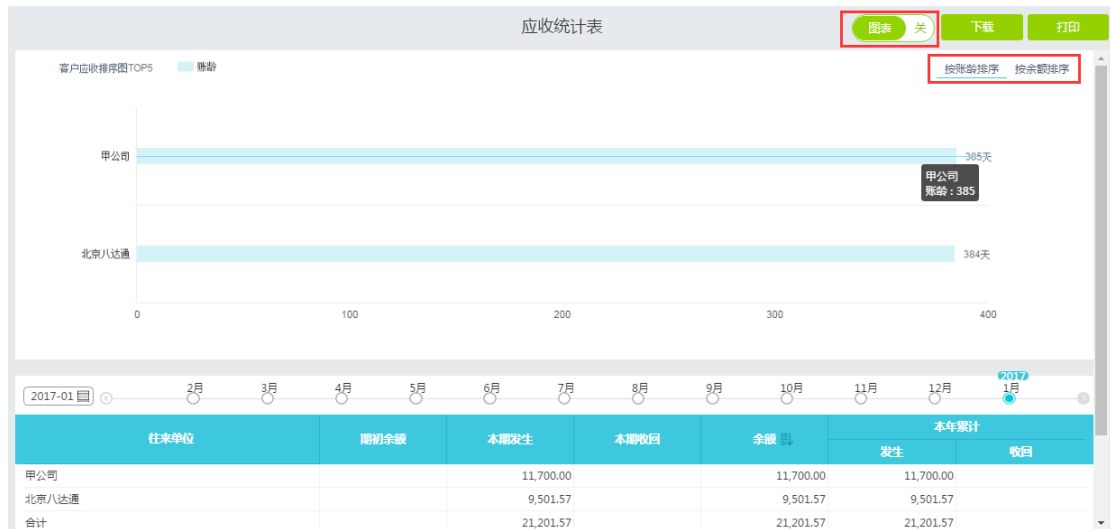 应收统计表
图表 关 下载 打印
客户应收排序图TOP5 账龄 按账龄排序 按余额排序
甲公司 385天
甲公司
账龄 : 385
北京八达通 384天
0 100 200 300 400
2017
2017-01 2月 3月 4月 5月 6月 7月 8月 9月 10月 11月 12月 1月
往来单位 期初余额 本期发生 本期收回 余额 本年累计
发生 收回
甲公司 11,700.00 11,700.00 11,700.00
北京八达通 9,501.57 9,501.57 9,501.57
合计 21,201.57 21,201.57 21,201.57